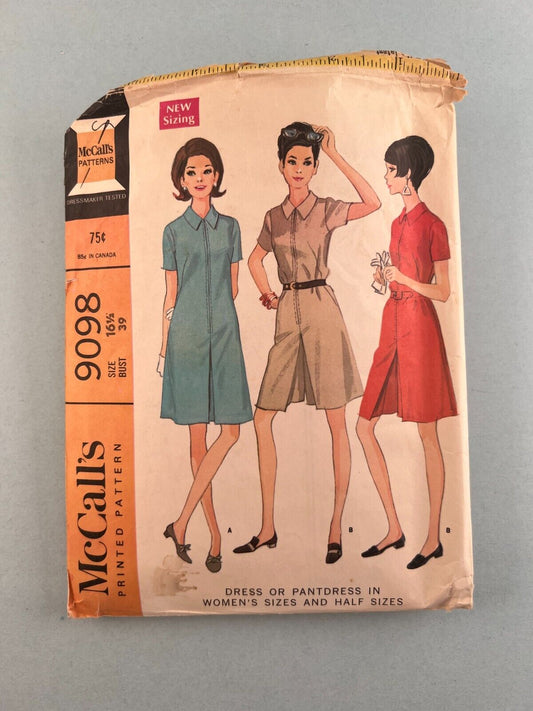 NEW
Sizing
McCall's
PATTERNS
DRESSMAKER TESTED
75¢
85¢ IN CANADA
9098
SIZE 16½
BUST 39
McCall's
PRINTED PATTERN
A
B
B
DRESS OR PANTDRESS IN
WOMEN'S SIZES AND HALF SIZES